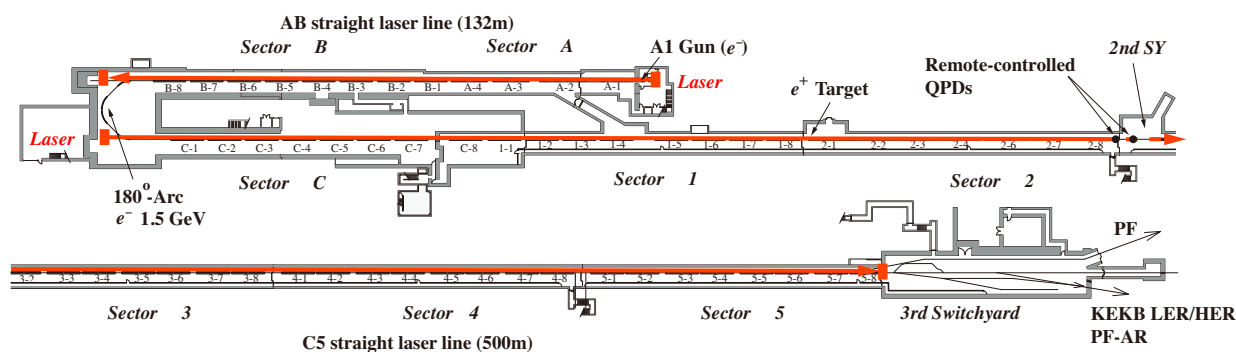 AB straight laser line (132m)
Sector B
Sector A
A1 Gun (e⁻)
Laser
2nd SY
Remote-controlled
QPDs
e⁺ Target
B-8 B-7 B-6 B-5 B-4 B-3 B-2 B-1 A-4 A-3 A-2 A-1
Laser
C-1 C-2 C-3 C-4 C-5 C-6 C-7 C-8 1-1 1-2 1-3 1-4 1-5 1-6 1-7 1-8 2-1 2-2 2-3 2-4 2-6 2-7 2-8
Sector C
Sector 1
Sector 2
180°-Arc
e⁻ 1.5 GeV
PF
3-2 3-3 3-4 3-5 3-6 3-7 3-8 4-1 4-2 4-3 4-4 4-5 4-6 4-7 4-8 5-1 5-2 5-3 5-4 5-5 5-6 5-7 5-8
Sector 3
Sector 4
Sector 5
3rd Switchyard
KEKB LER/HER
PF-AR
C5 straight laser line (500m)